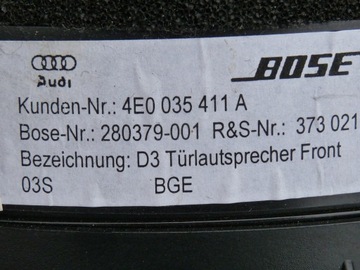 Audi BOSE
Kunden-Nr.: 4E0 035 411 A
Bose-Nr.: 280379-001 R&S-Nr.: 373 021
Bezeichnung: D3 Türlautsprecher Front
03S BGE